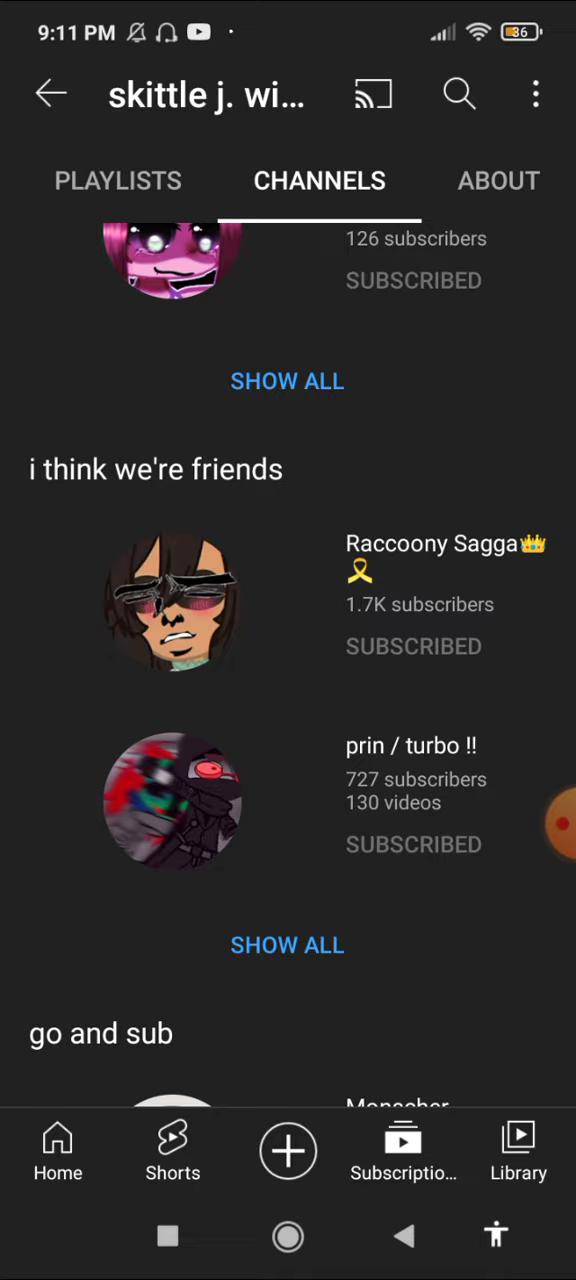 9:11 PM
36
skittle j. wi...
PLAYLISTS
CHANNELS
ABOUT
126 subscribers
SUBSCRIBED
SHOW ALL
i think we're friends
Raccoony Sagga👑
🎗️
1.7K subscribers
SUBSCRIBED
prin / turbo !!
727 subscribers
130 videos
SUBSCRIBED
SHOW ALL
go and sub
Home
Shorts
Subscriptio...
Library